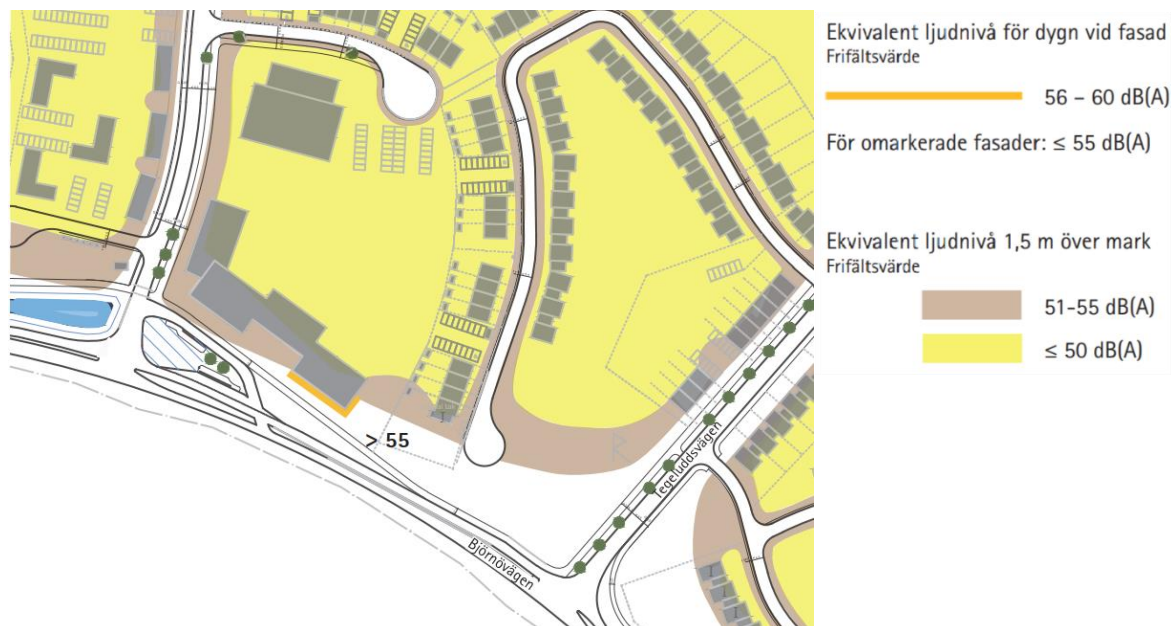 Ekvivalent ljudnivå för dygn vid fasad
Frifältsvärde
56 – 60 dB(A)
För omarkerade fasader: ≤ 55 dB(A)
Ekvivalent ljudnivå 1,5 m över mark
Frifältsvärde
51-55 dB(A)
≤ 50 dB(A)
> 55
Tegeluddsvägen
Björnövägen